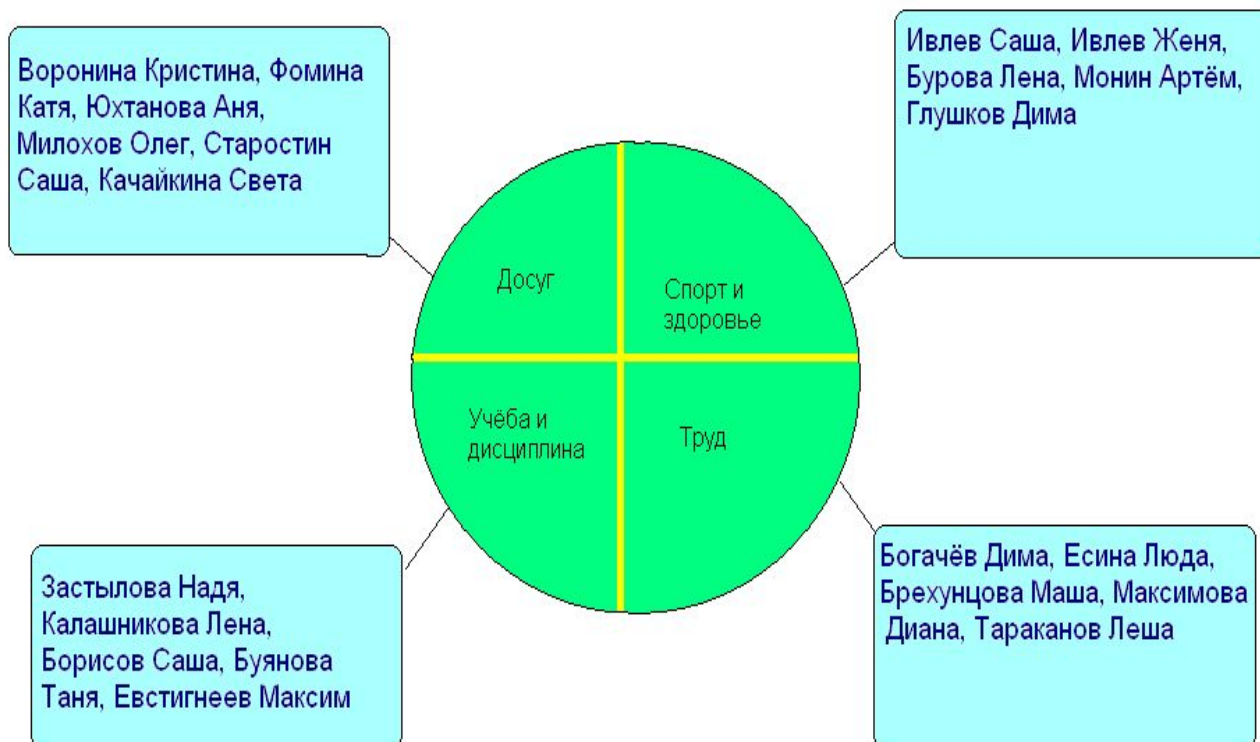 Воронина Кристина, Фомина
Катя, Юхтанова Аня,
Милохов Олег, Старостин
Саша, Качайкина Света
Ивлев Саша, Ивлев Женя,
Бурова Лена, Монин Артём,
Глушков Дима
Досуг
Спорт и
здоровье
Учёба и
дисциплина
Труд
Застылова Надя,
Калашникова Лена,
Борисов Саша, Буянова
Таня, Евстигнеев Максим
Богачёв Дима, Есина Люда,
Брехунцова Маша, Максимова
Диана, Тараканов Леша